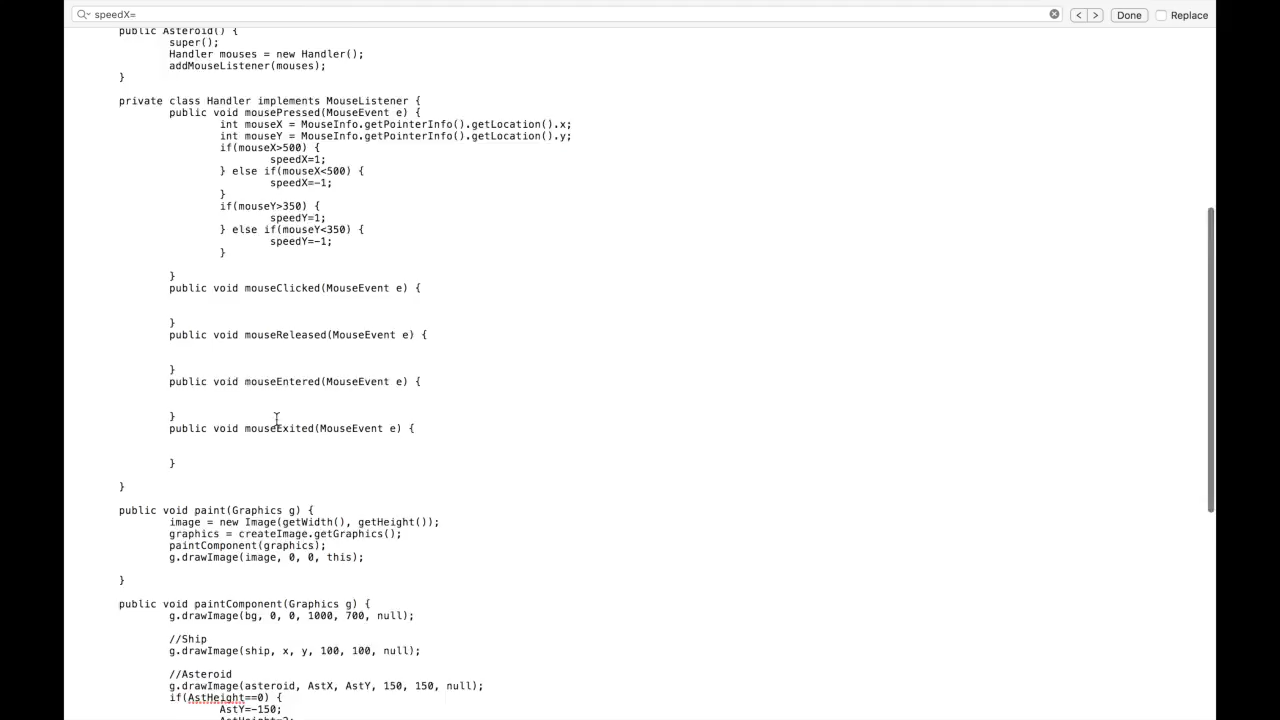 speedX=
< > Done Replace
public Asteroid() {
super();
Handler mouses = new Handler();
addMouseListener(mouses);
}
private class Handler implements MouseListener {
public void mousePressed(MouseEvent e) {
int mouseX = MouseInfo.getPointerInfo().getLocation().x;
int mouseY = MouseInfo.getPointerInfo().getLocation().y;
if(mouseX>500) {
speedX=1;
} else if(mouseX<500) {
speedX=-1;
}
if(mouseY>350) {
speedY=1;
} else if(mouseY<350) {
speedY=-1;
}
}
public void mouseClicked(MouseEvent e) {
}
public void mouseReleased(MouseEvent e) {
}
public void mouseEntered(MouseEvent e) {
}
public void mouseExited(MouseEvent e) {
}
}
public void paint(Graphics g) {
image = new Image(getWidth(), getHeight());
graphics = createImage.getGraphics();
paintComponent(graphics);
g.drawImage(image, 0, 0, this);
}
public void paintComponent(Graphics g) {
g.drawImage(bg, 0, 0, 1000, 700, null);
//Ship
g.drawImage(ship, x, y, 100, 100, null);
//Asteroid
g.drawImage(asteroid, AstX, AstY, 150, 150, null);
if(AstHeight==0) {
AstY=-150;